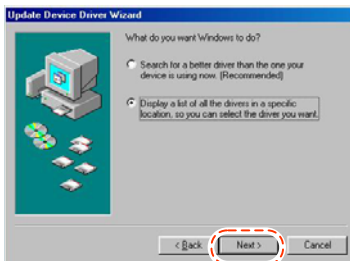 Update Device Driver Wizard
What do you want Windows to do?
Search for a better driver than the one your
device is using now. (Recommended)
Display a list of all the drivers in a specific
location, so you can select the driver you want.
< Back
Next >
Cancel